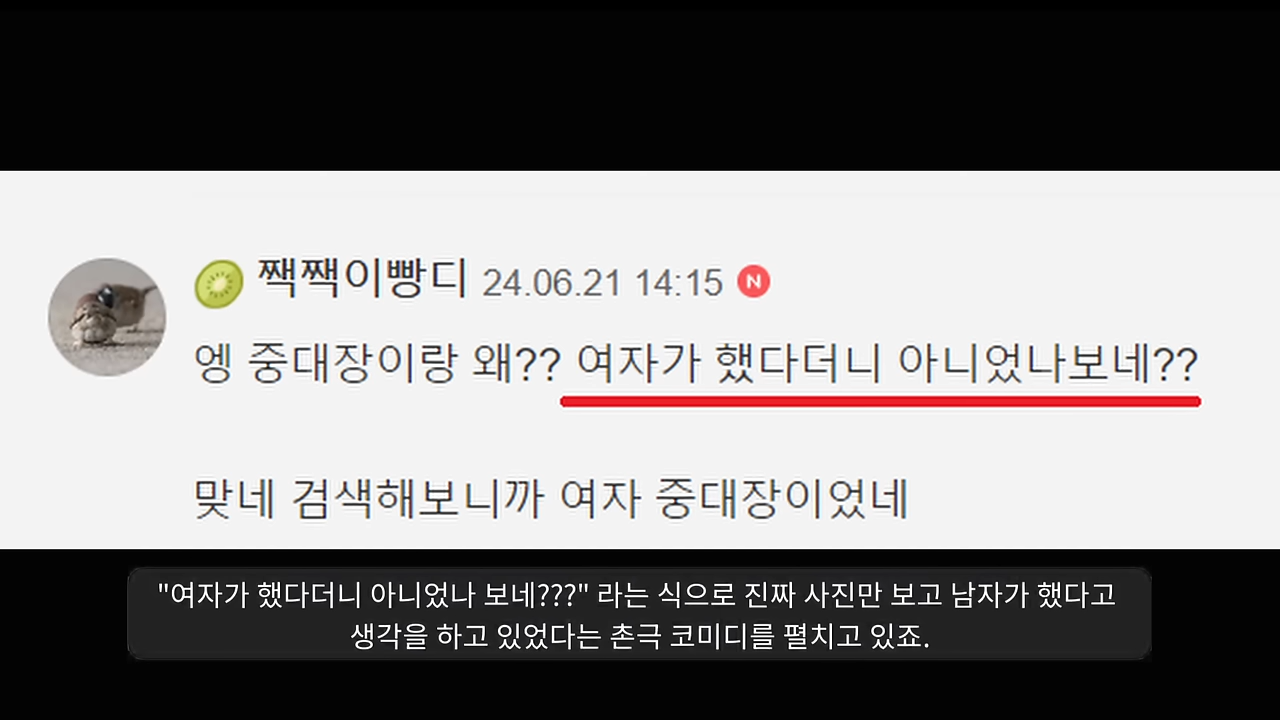 짹짹이빵디 24.06.21 14:15 N
엥 중대장이랑 왜?? 여자가 했다더니 아니었나보네??
맞네 검색해보니까 여자 중대장이었네
"여자가 했다더니 아니었나 보네???" 라는 식으로 진짜 사진만 보고 남자가 했다고
생각을 하고 있었다는 촌극 코미디를 펼치고 있죠.